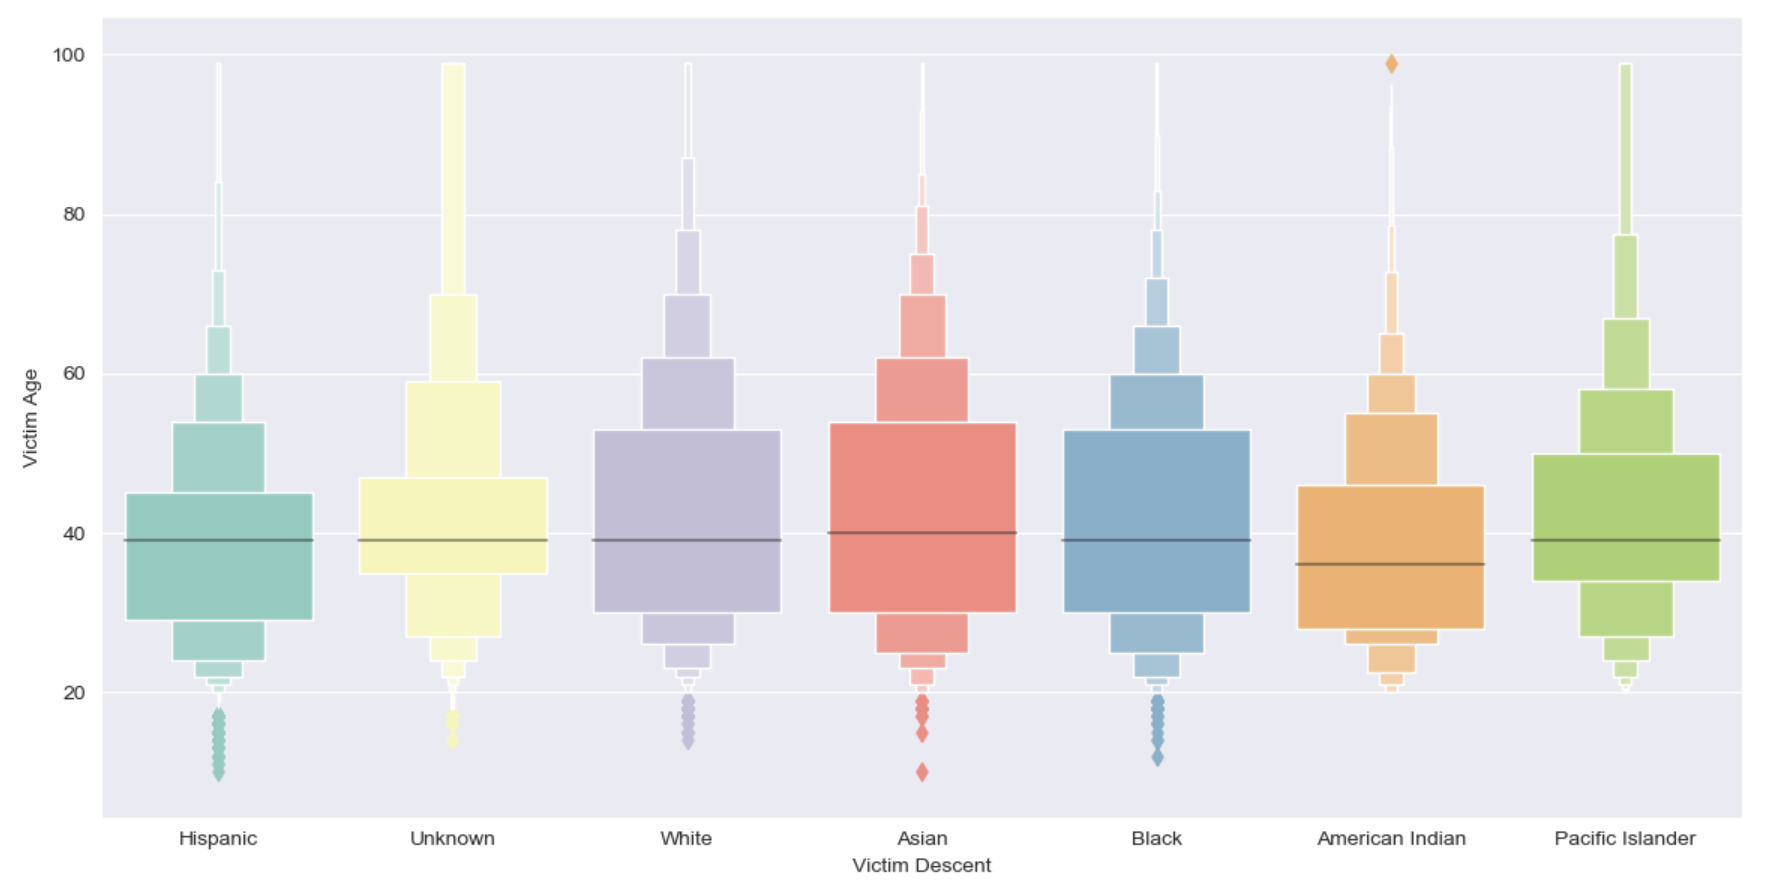 Victim Age
100
80
60
40
20
Hispanic Unknown White Asian Black American Indian Pacific Islander
Victim Descent